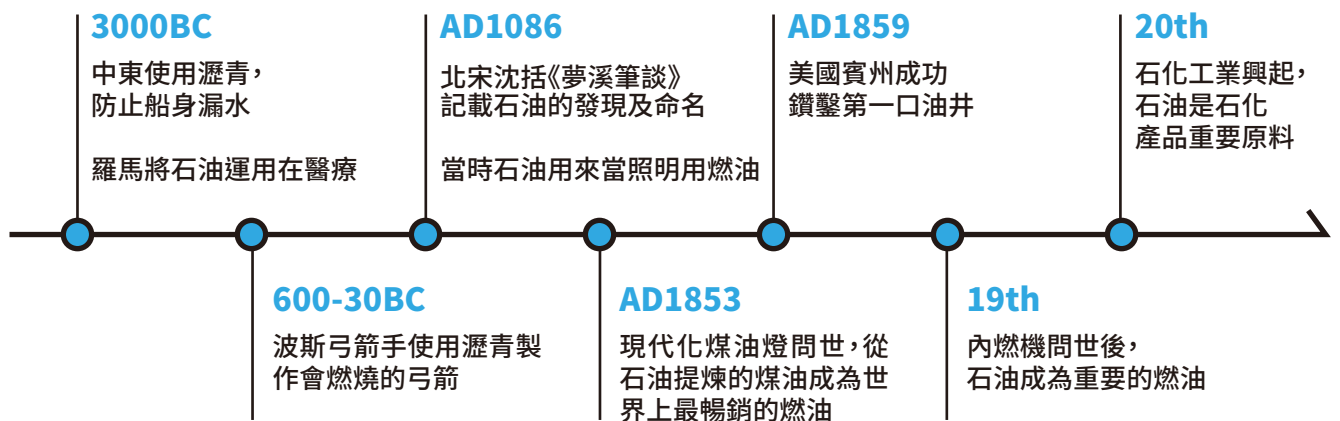 3000BC
中東使用瀝青，
防止船身漏水
羅馬將石油運用在醫療
600-30BC
波斯弓箭手使用瀝青製
作會燃燒的弓箭
AD1086
北宋沈括《夢溪筆談》
記載石油的發現及命名
當時石油用來當照明用燃油
AD1853
現代化煤油燈問世，從
石油提煉的煤油成為世
界上最暢銷的燃油
AD1859
美國賓州成功
鑽鑿第一口油井
19th
內燃機問世後，
石油成為重要的燃油
20th
石化工業興起，
石油是石化
產品重要原料